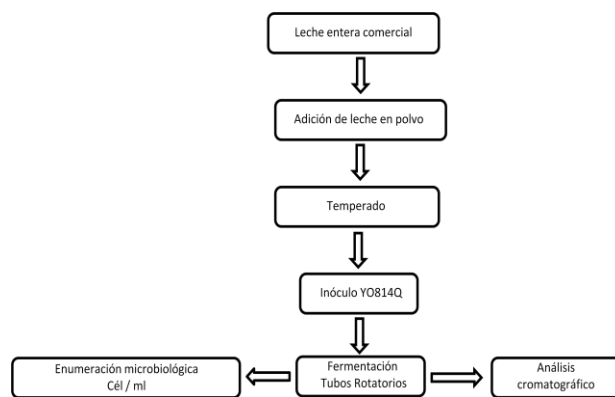 Leche entera comercial
Adición de leche en polvo
Temperado
Inóculo YO814Q
Enumeración microbiológica
Cél / ml
Fermentación
Tubos Rotatorios
Análisis
cromatográfico